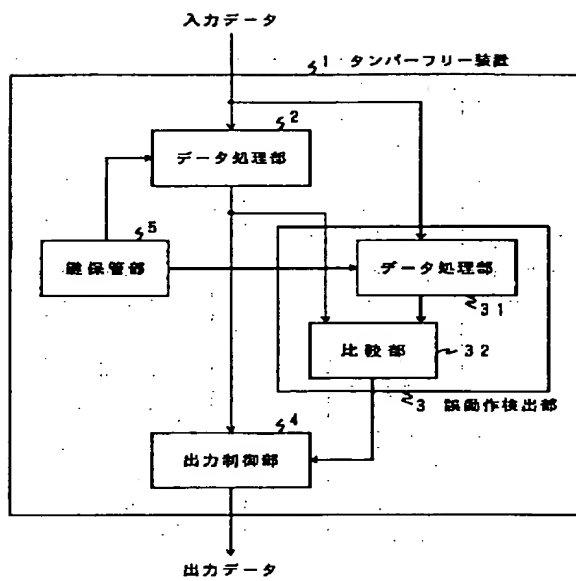 入力データ
1 タンパーフリー装置
2
データ処理部
5
鍵保管部
データ処理部
31
比較部
32
3 誤動作検出部
4
出力制御部
出力データ